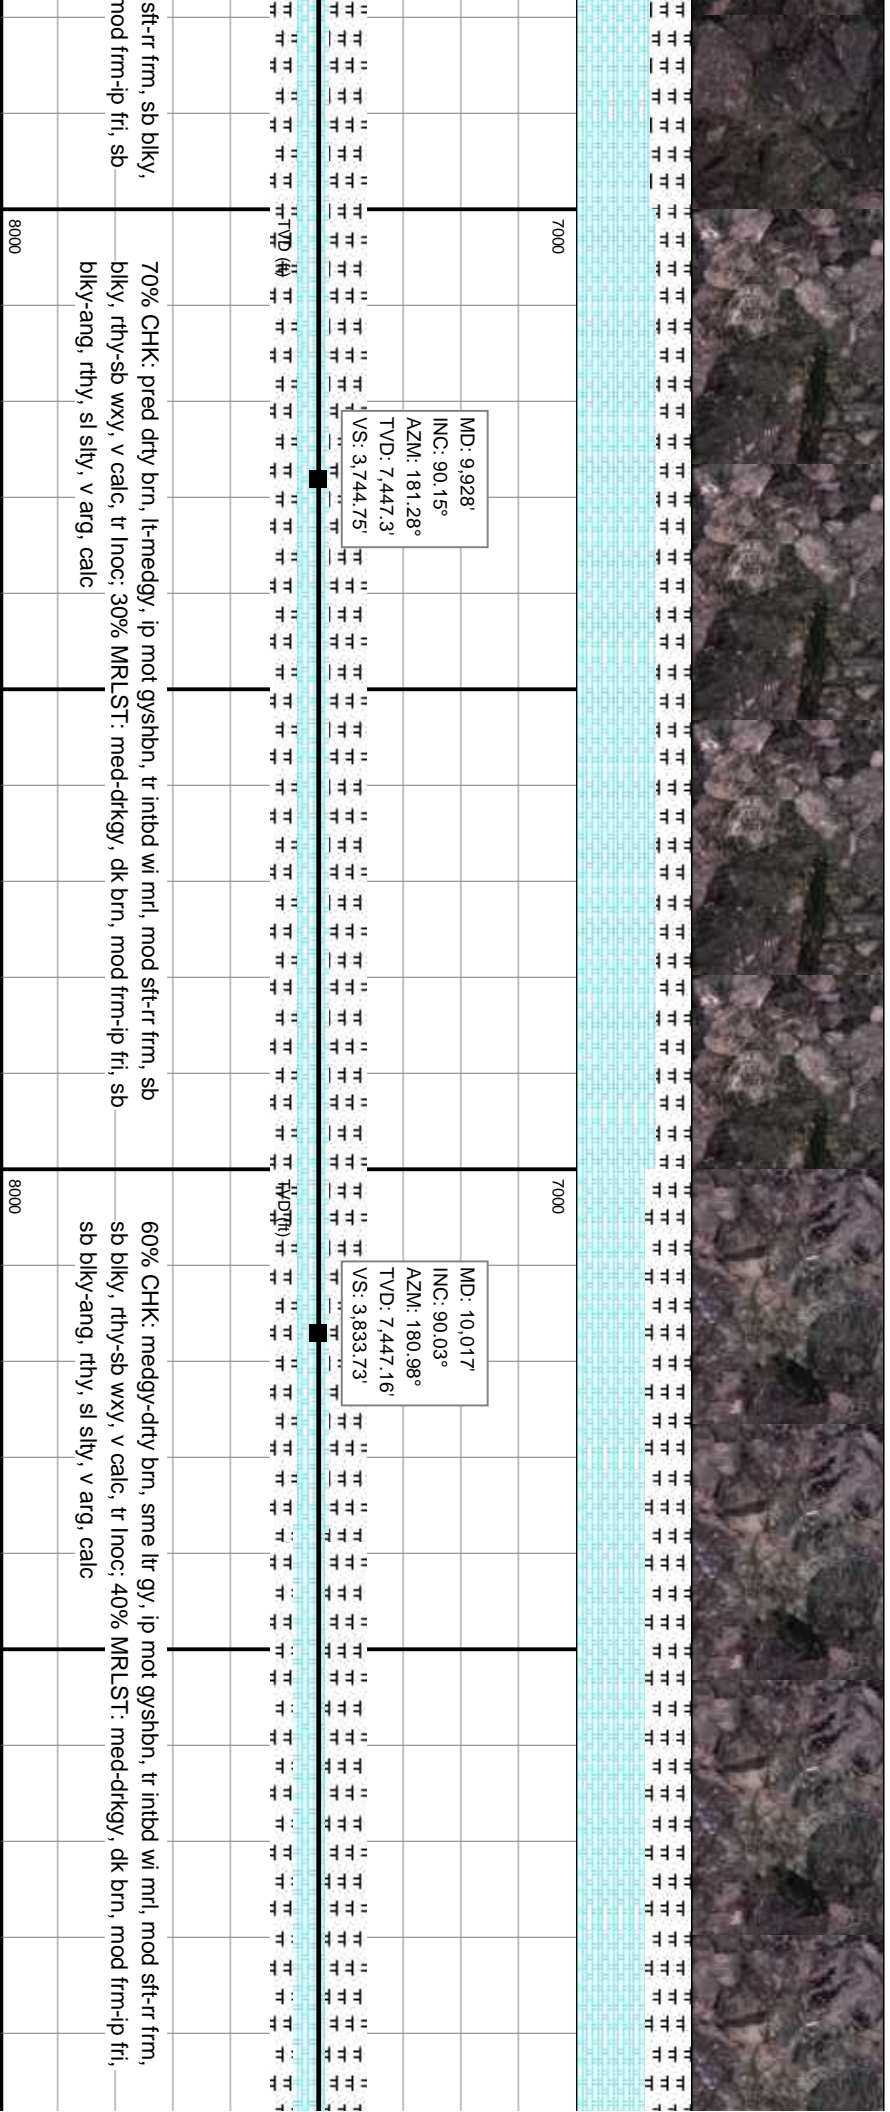 sft-rr frm, sb blky,
mod frm-ip fri, sb
7000
TVD (ft)
8000
MD: 9,928'
INC: 90.15°
AZM: 181.28°
TVD: 7,447.3'
VS: 3,744.75'
70% CHK: pred drty brn, lt-medgy, ip mot gyshbn, tr intbd wi mrl, mod sft-rr frm, sb
blky, rthy-sb wxy, v calc, tr Inoc; 30% MRLST: med-drkgy, dk brn, mod frm-ip fri, sb
blky-ang, rthy, sl slty, v arg, calc
7000
TVD (ft)
8000
MD: 10,017'
INC: 90.03°
AZM: 180.98°
TVD: 7,447.16'
VS: 3,833.73'
60% CHK: medgy-drty brn, sme ltr gy, ip mot gyshbn, tr intbd wi mrl, mod sft-rr frm,
sb blky, rthy-sb wxy, v calc, tr Inoc; 40% MRLST: med-drkgy, dk brn, mod frm-ip fri,
sb blky-ang, rthy, sl slty, v arg, calc